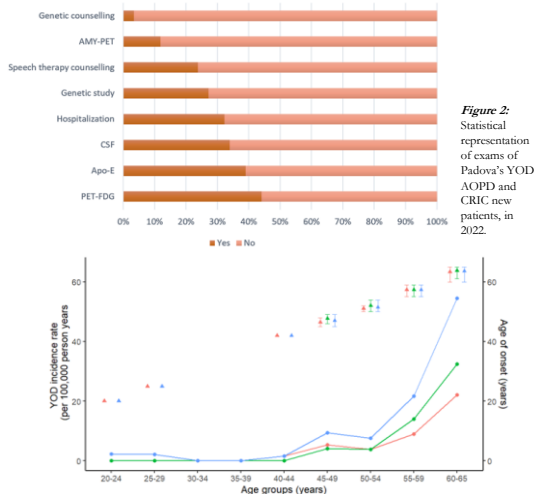 Genetic counselling
AMY-PET
Speech therapy counselling
Genetic study
Hospitalization
CSF
Apo-E
PET-FDG
0% 10% 20% 30% 40% 50% 60% 70% 80% 90% 100%
Yes No
Figure 2:
Statistical
representation
of exams of
Padova's YOD
AOPD and
CRIC new
patients, in
2022.
60
40
20
0
YOD incidence rate
(per 100,000 person years)
60
40
20
0
Age of onset (years)
20-24 25-29 30-34 35-39 40-44 45-49 50-54 55-59 60-65
Age groups (years)